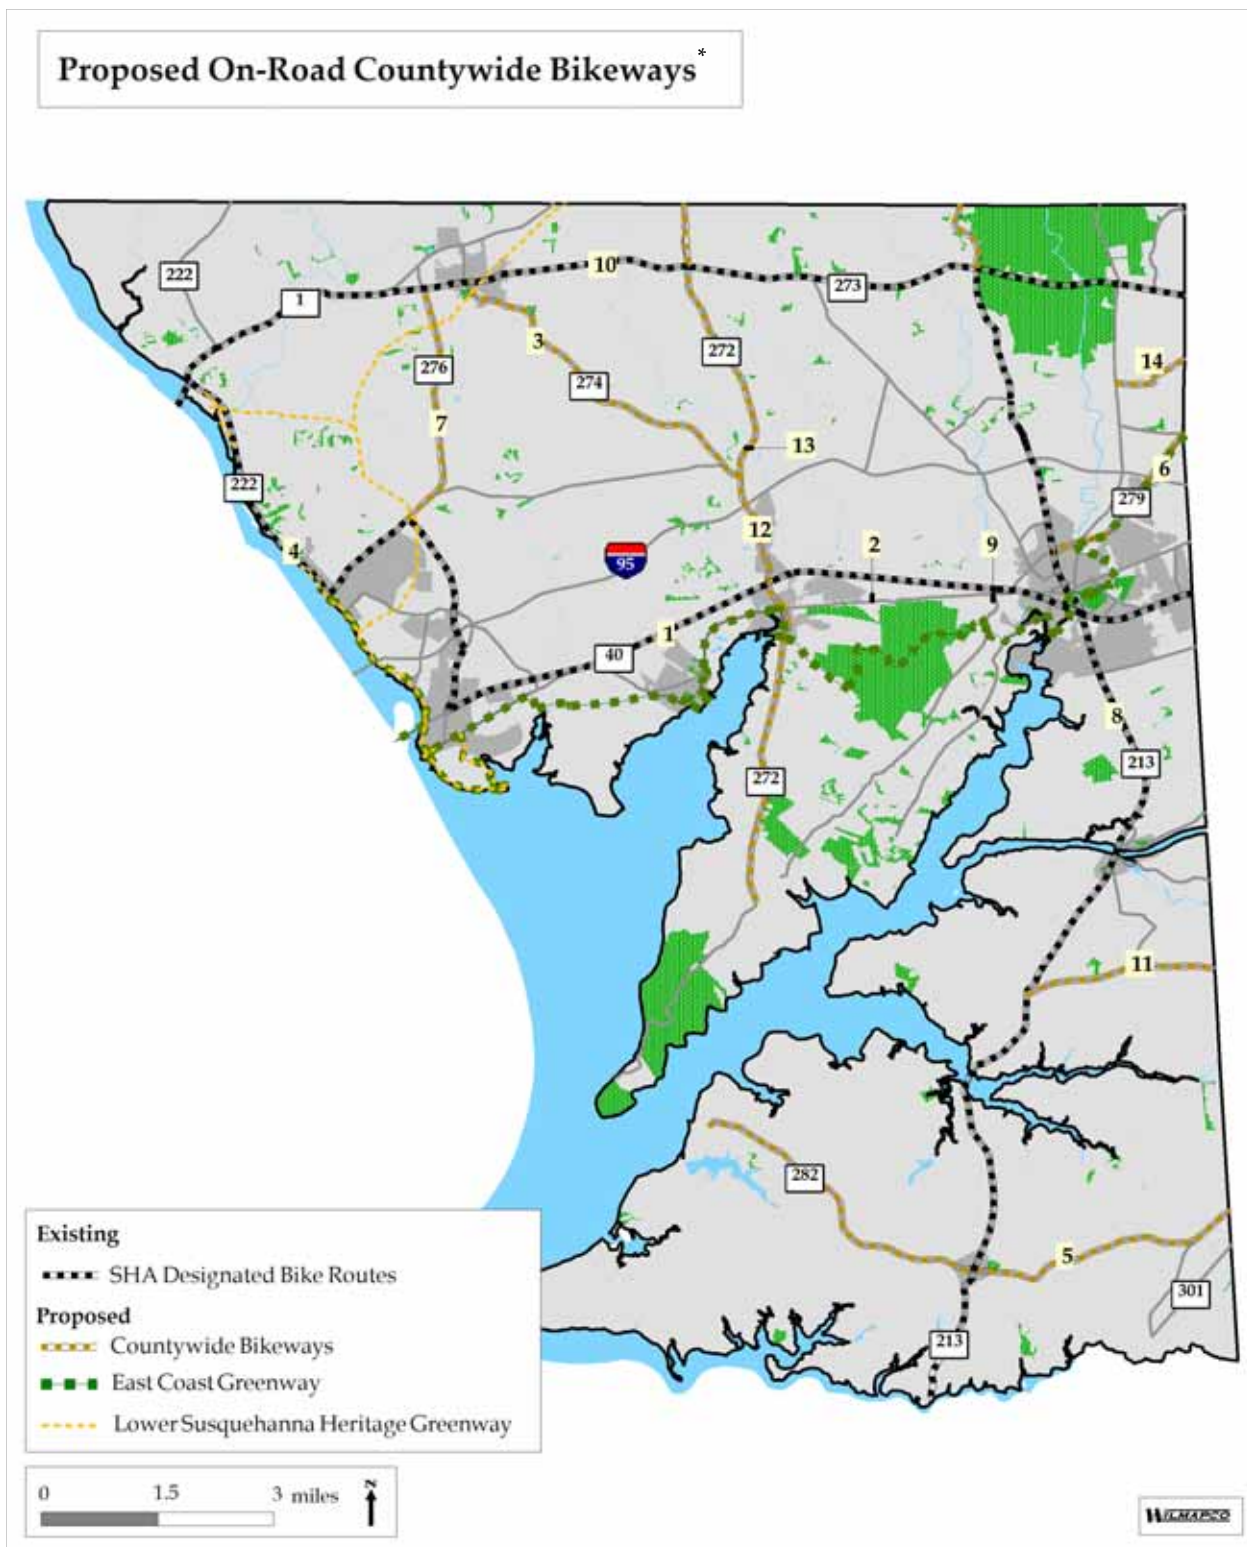 Proposed On-Road Countywide Bikeways*
222
1
10
273
3
276
272
14
274
7
13
6
222
279
12
2
9
4
95
1
40
8
213
272
11
282
5
301
213
Existing
SHA Designated Bike Routes
Proposed
Countywide Bikeways
East Coast Greenway
Lower Susquehanna Heritage Greenway
0 1.5 3 miles
N
WILMAPCO